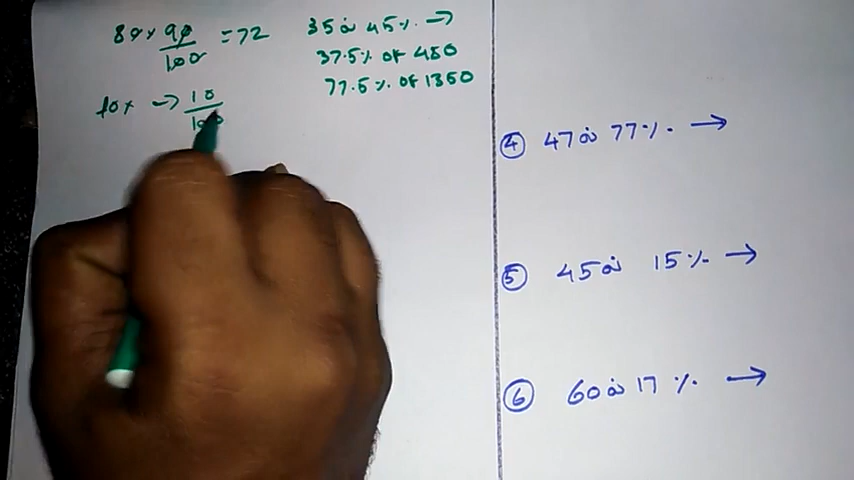 80 × 90/100 = 72
10% → 10/100
35ல் 45% →
37.5% of 450
77.5% of 1350
④ 47ல் 77% →
⑤ 45ல் 15% →
⑥ 60ல் 17% →